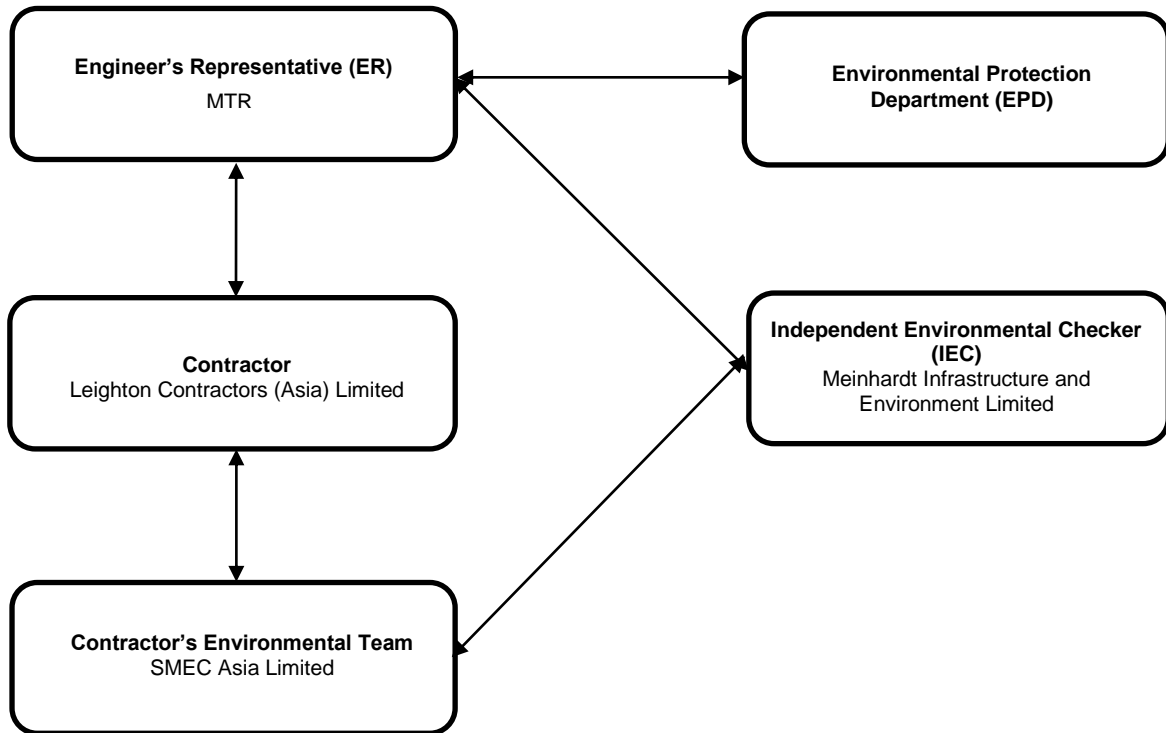 Engineer’s Representative (ER)
MTR
Environmental Protection
Department (EPD)
Contractor
Leighton Contractors (Asia) Limited
Independent Environmental Checker
(IEC)
Meinhardt Infrastructure and
Environment Limited
Contractor’s Environmental Team
SMEC Asia Limited